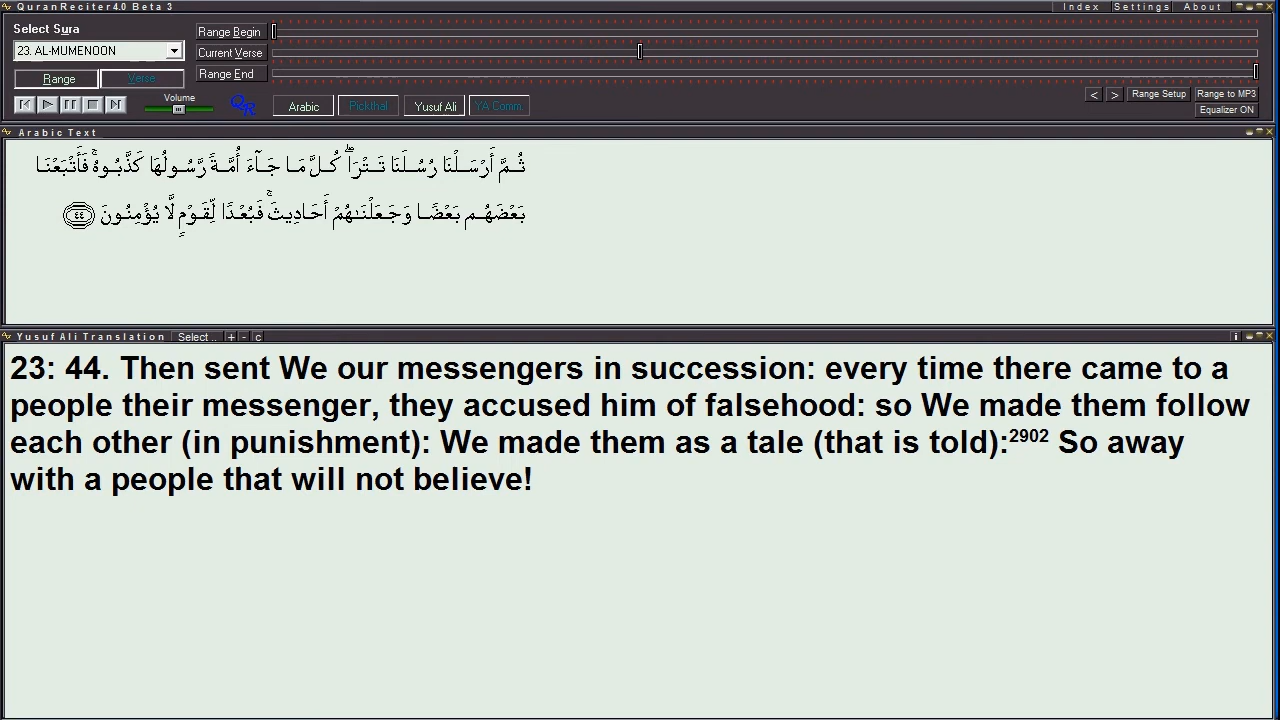 QuranReciter4.0 Beta 3
Index Settings About
Select Sura
23. AL-MUMENOON
Range Verse
Range Begin
Current Verse
Range End
Volume
QR
Arabic Pickthal Yusuf Ali YA Comm.
< > Range Setup Range to MP3
Equalizer ON
Arabic Text
ثُمَّ أَرْسَلْنَا رُسُلَنَا تَتْرَاۖ كُلَّ مَا جَآءَ أُمَّةً رَّسُولُهَا كَذَّبُوهُۚ فَأَتْبَعْنَا
بَعْضَهُم بَعْضًا وَجَعَلْنَٰهُمْ أَحَادِيثَۚ فَبُعْدًا لِّقَوْمٍ لَّا يُؤْمِنُونَ ٤٤
Yusuf Ali Translation Select .. + - c i
23: 44. Then sent We our messengers in succession: every time there came to a
people their messenger, they accused him of falsehood: so We made them follow
each other (in punishment): We made them as a tale (that is told):2902 So away
with a people that will not believe!